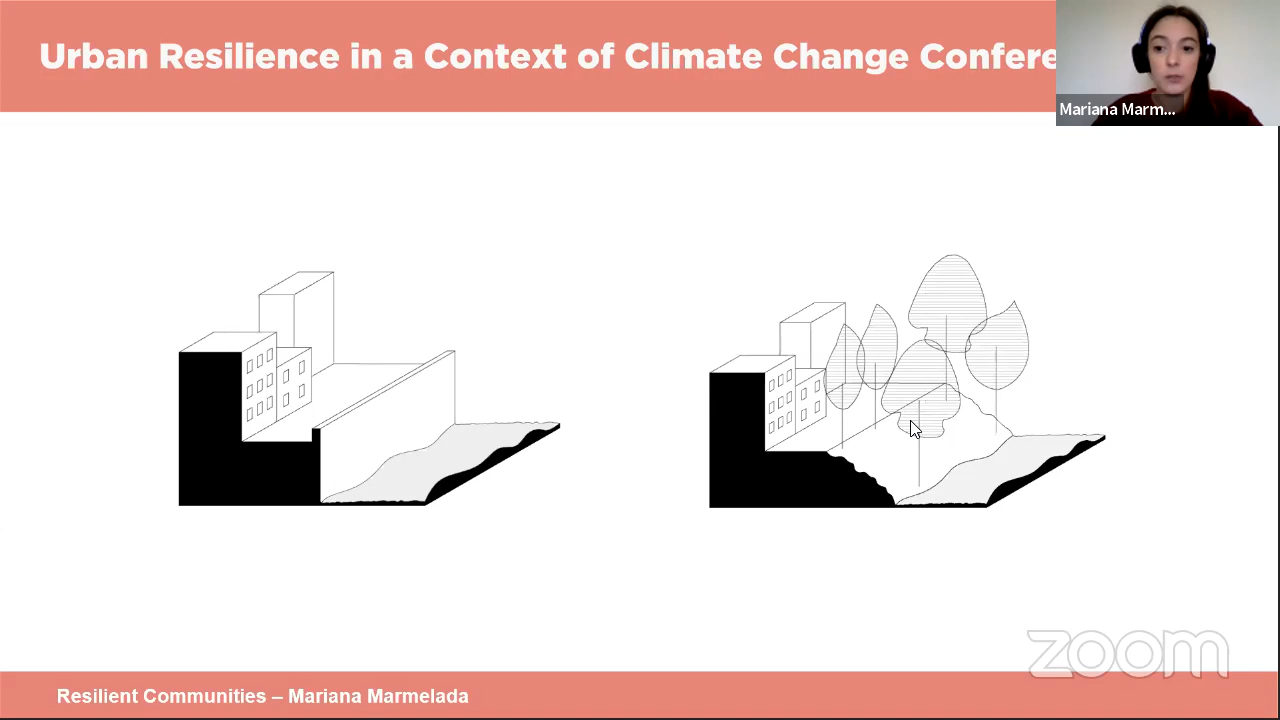 Urban Resilience in a Context of Climate Change Confere
Mariana Marm...
zoom
Resilient Communities – Mariana Marmelada